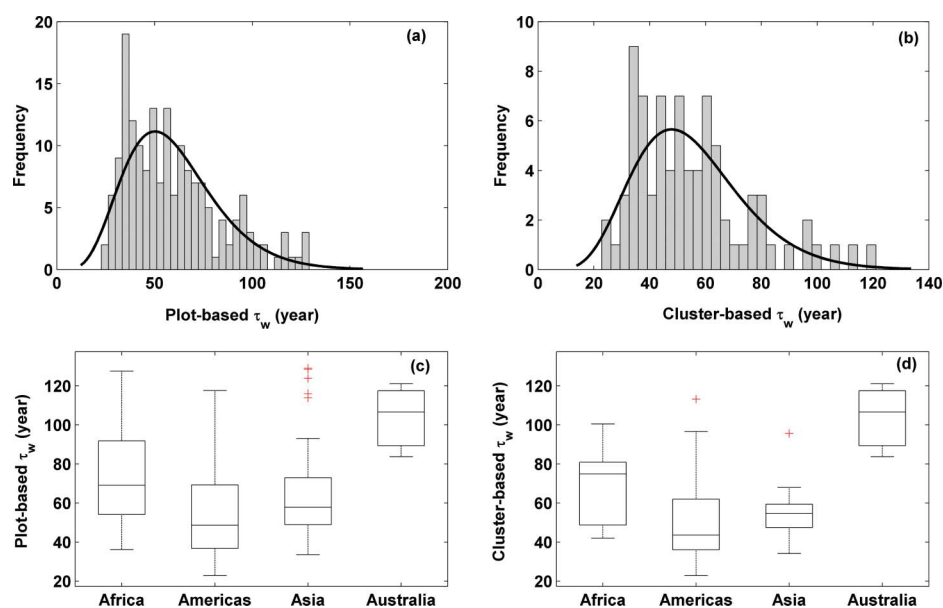 (a)
Frequency
20
15
10
5
0
0 50 100 150 200
Plot-based τw (year)
(b)
Frequency
10
8
6
4
2
0
0 20 40 60 80 100 120 140
Cluster-based τw (year)
(c)
Plot-based τw (year)
120
100
80
60
40
20
Africa Americas Asia Australia
(d)
Cluster-based τw (year)
120
100
80
60
40
20
Africa Americas Asia Australia